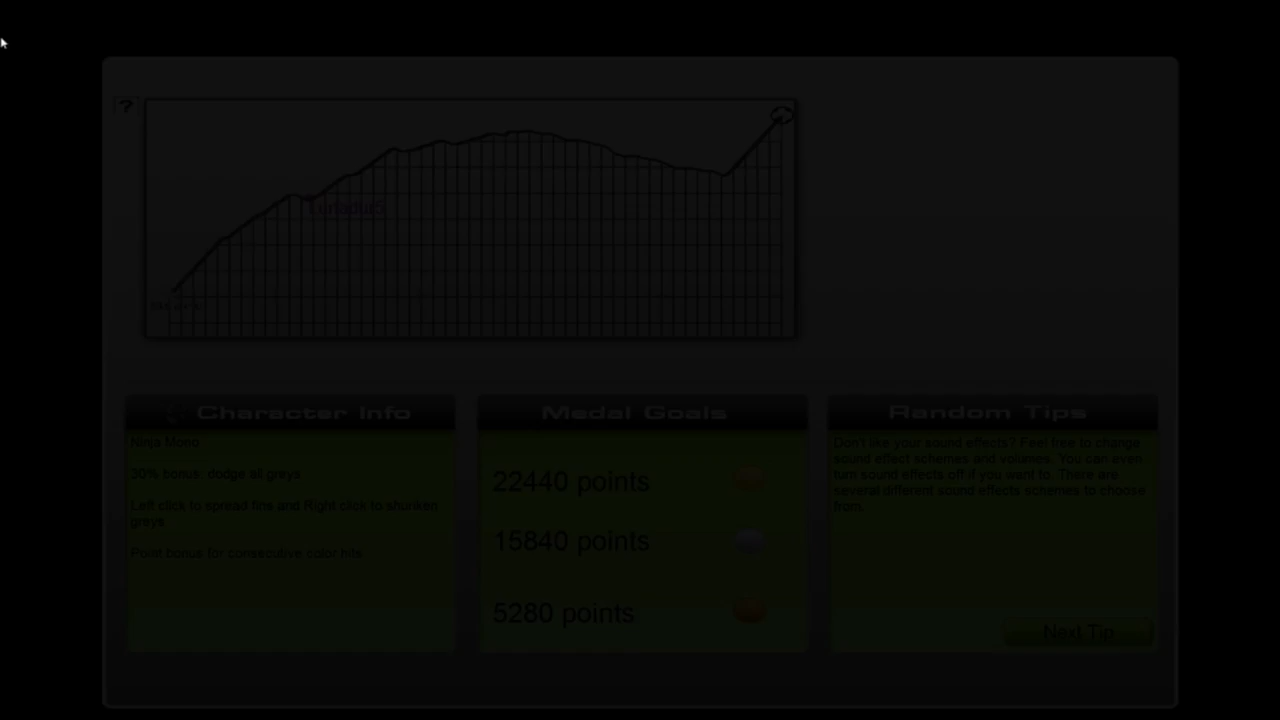 ?
Character Info
Medal Goals
Random Tips
Ninja Mono
30% bonus: dodge all greys
Left click to spread fins and Right click to shunken
greys
Point bonus for consecutive color hits
22440 points
15840 points
5280 points
Don't like your sound effects? Feel free to change
sound effect schemes and volumes. You can even
turn sound effects off if you want to. There are
several different sound effects schemes to choose
from.
Next Tip